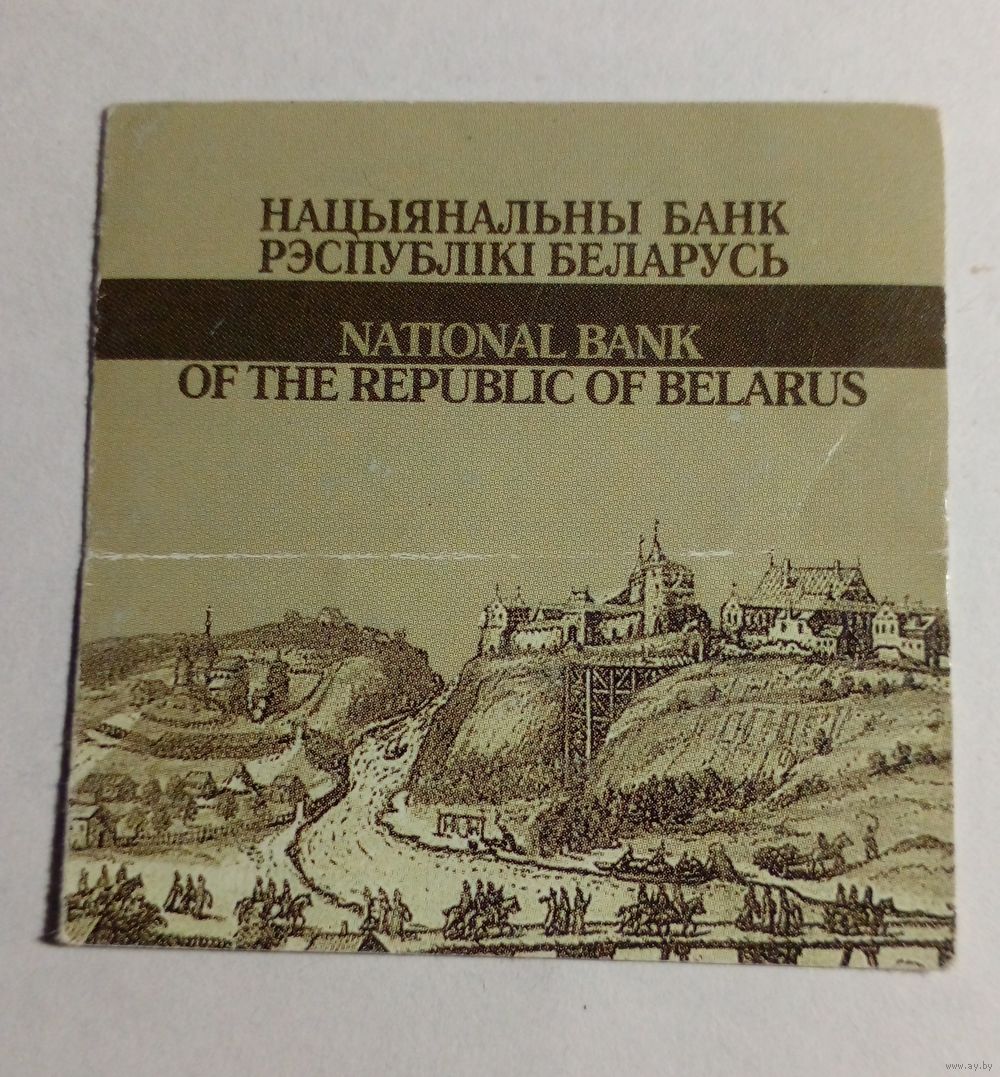 НАЦЫЯНАЛЬНЫ БАНК
РЭСПУБЛІКІ БЕЛАРУСЬ
NATIONAL BANK
OF THE REPUBLIC OF BELARUS
www.ay.by